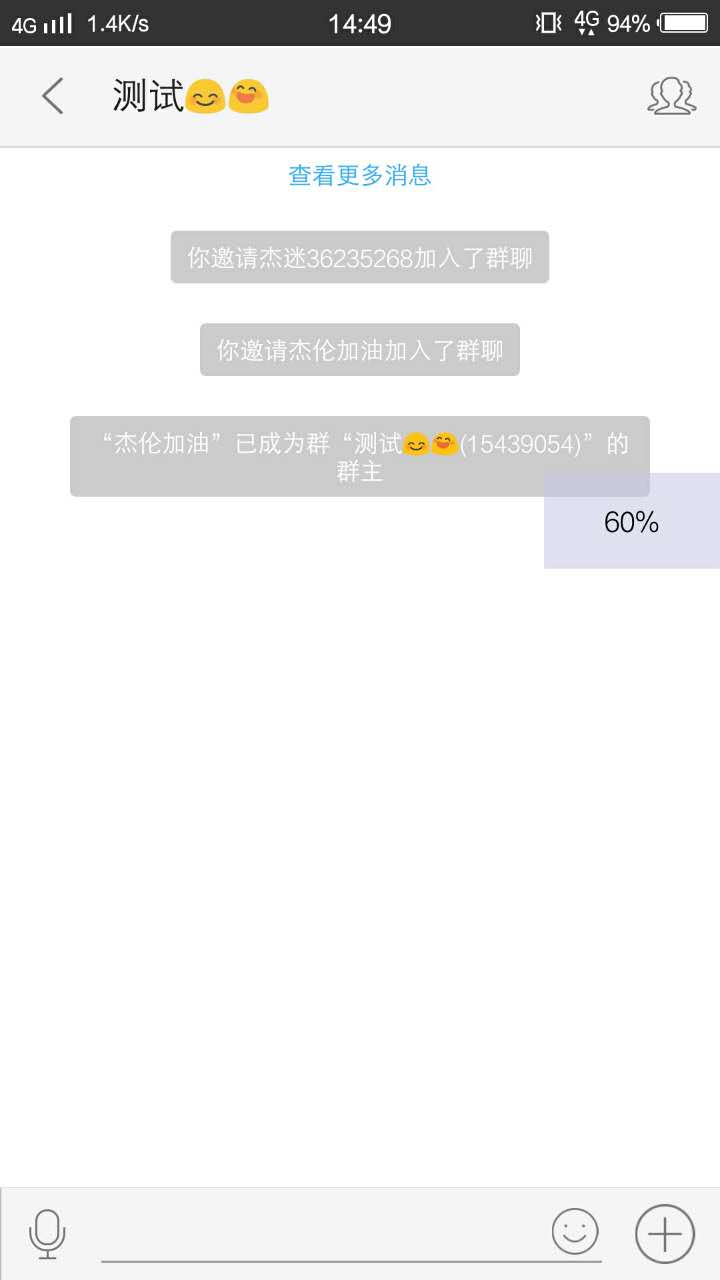 4G 1.4K/s 14:49 4G 94%
测试😊😄
查看更多消息
你邀请杰迷36235268加入了群聊
你邀请杰伦加油加入了群聊
“杰伦加油”已成为群“测试😊😄(15439054)”的
群主
60%